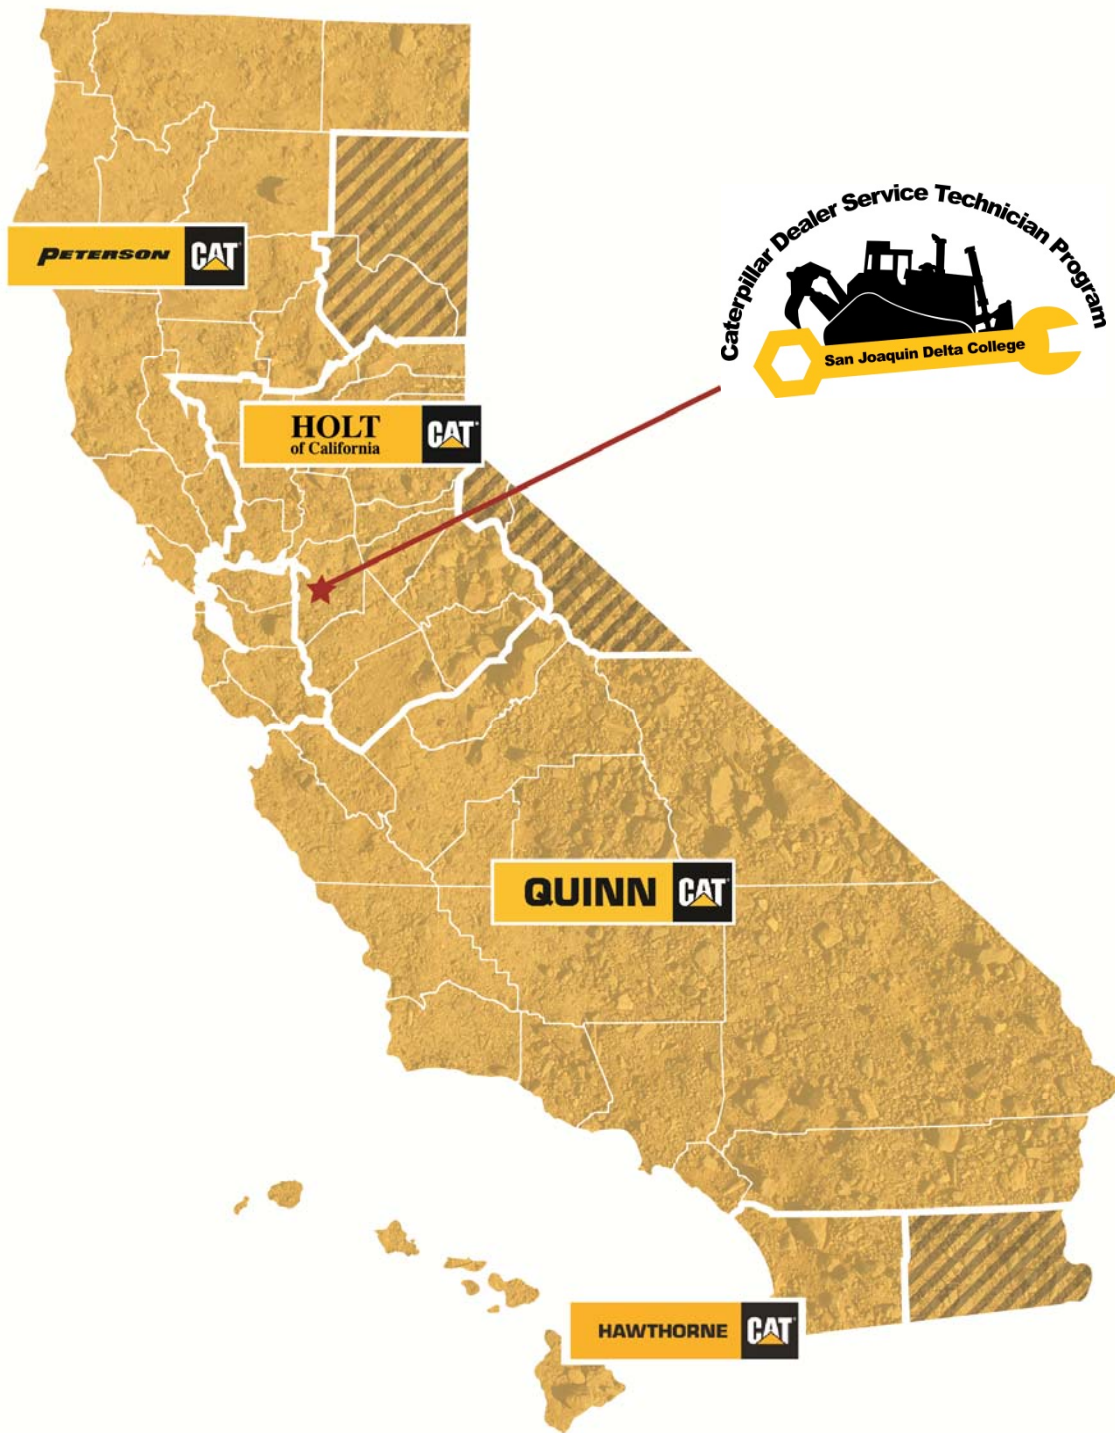 Caterpillar Dealer Service Technician Program
San Joaquin Delta College
PETERSON CAT
HOLT CAT
of California
QUINN CAT
HAWTHORNE CAT